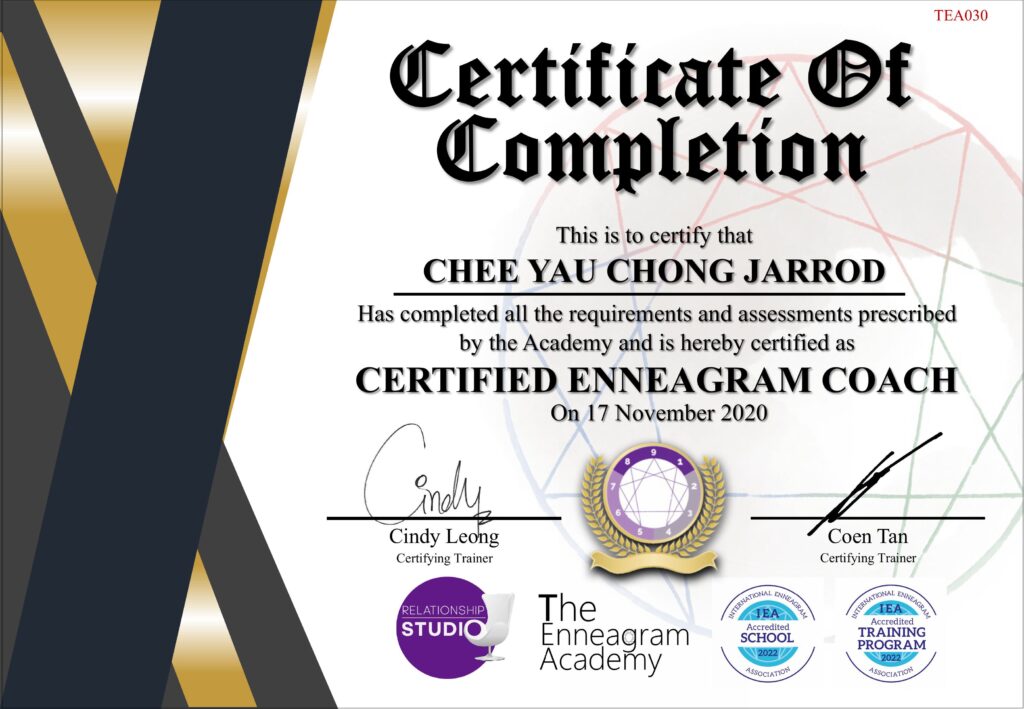 TEA030
Certificate Of
Completion
This is to certify that
CHEE YAU CHONG JARROD
Has completed all the requirements and assessments prescribed
by the Academy and is hereby certified as
CERTIFIED ENNEAGRAM COACH
On 17 November 2020
Cindy
Cindy Leong
Certifying Trainer
9
8 1
7 2
6 3
5 4
Coen Tan
Certifying Trainer
RELATIONSHIP
STUDIO
The
Enneagram
Academy
INTERNATIONAL ENNEAGRAM
IEA
Accredited
SCHOOL
2022
ASSOCIATION
INTERNATIONAL ENNEAGRAM
IEA
Accredited
TRAINING
PROGRAM
2022
ASSOCIATION